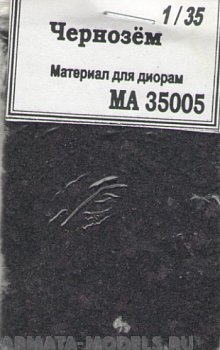 1/35
Чернозём
Материал для диорам
МА 35005
ARMATA-MODELS.RU